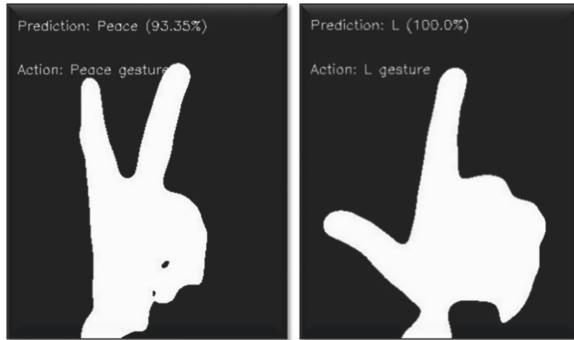 Prediction: Peace (93.35%)
Action: Peace gesture
Prediction: L (100.0%)
Action: L gesture